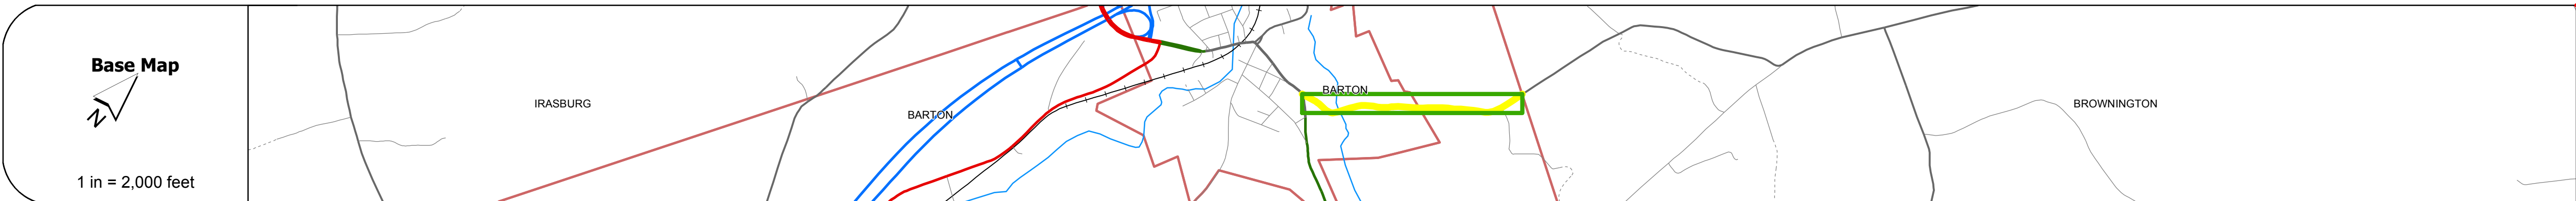 Base Map
N
1 in = 2,000 feet
IRASBURG
BARTON
BARTON
BROWNINGTON